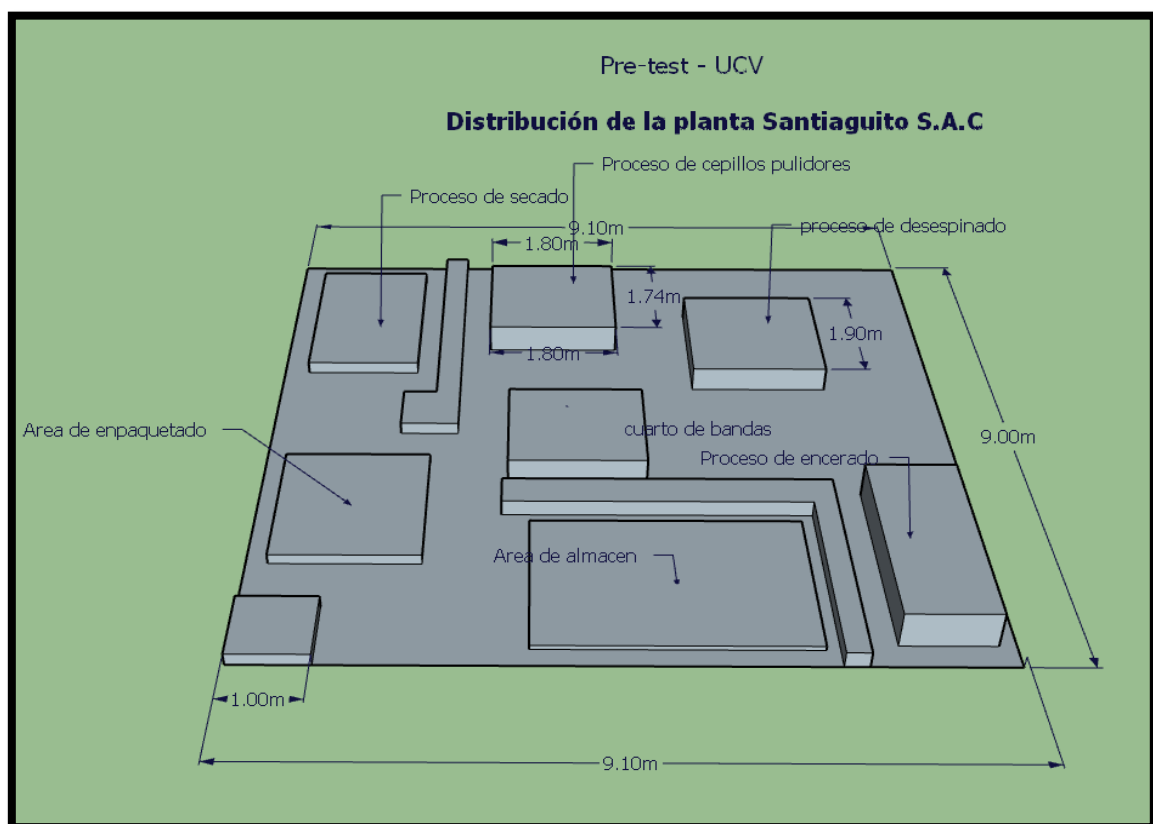 Pre-test - UCV
Distribución de la planta Santiaguito S.A.C
Proceso de cepillos pulidores
Proceso de secado
9.10m
proceso de desespinado
1.80m
1.74m
1.90m
1.80m
Area de enpaquetado
cuarto de bandas
9.00m
Proceso de encerado
Area de almacen
1.00m
9.10m